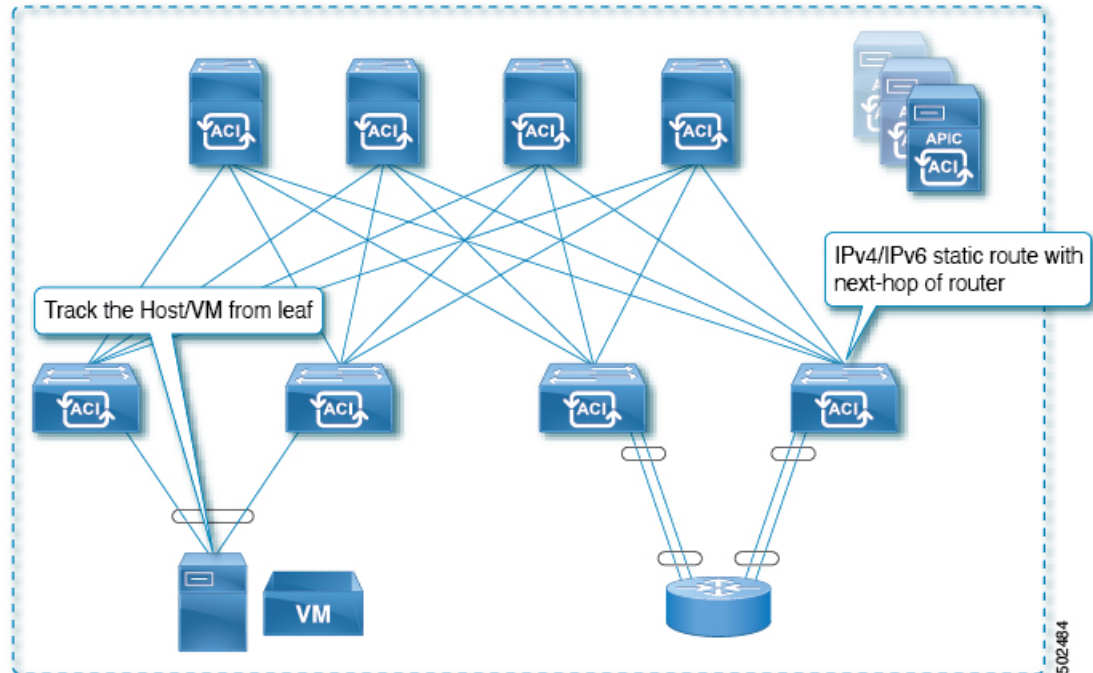 ACI
ACI
ACI
ACI
APIC
ACI
IPv4/IPv6 static route with
next-hop of router
Track the Host/VM from leaf
ACI
ACI
ACI
ACI
VM
502484